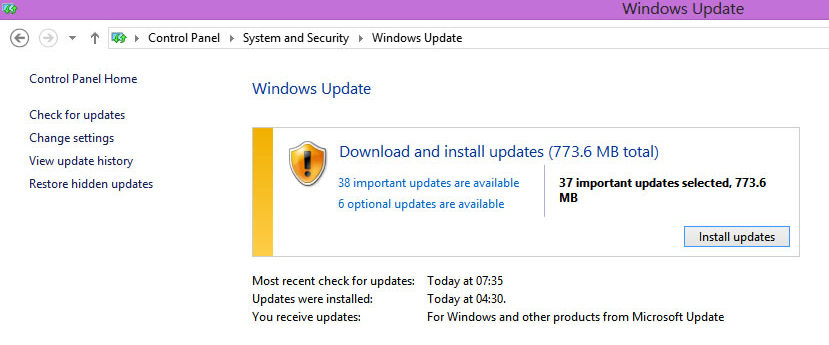 Windows Update
Control Panel System and Security Windows Update
Control Panel Home
Check for updates
Change settings
View update history
Restore hidden updates
Windows Update
Download and install updates (773.6 MB total)
38 important updates are available
6 optional updates are available
37 important updates selected, 773.6
MB
Install updates
Most recent check for updates: Today at 07:35
Updates were installed: Today at 04:30.
You receive updates: For Windows and other products from Microsoft Update